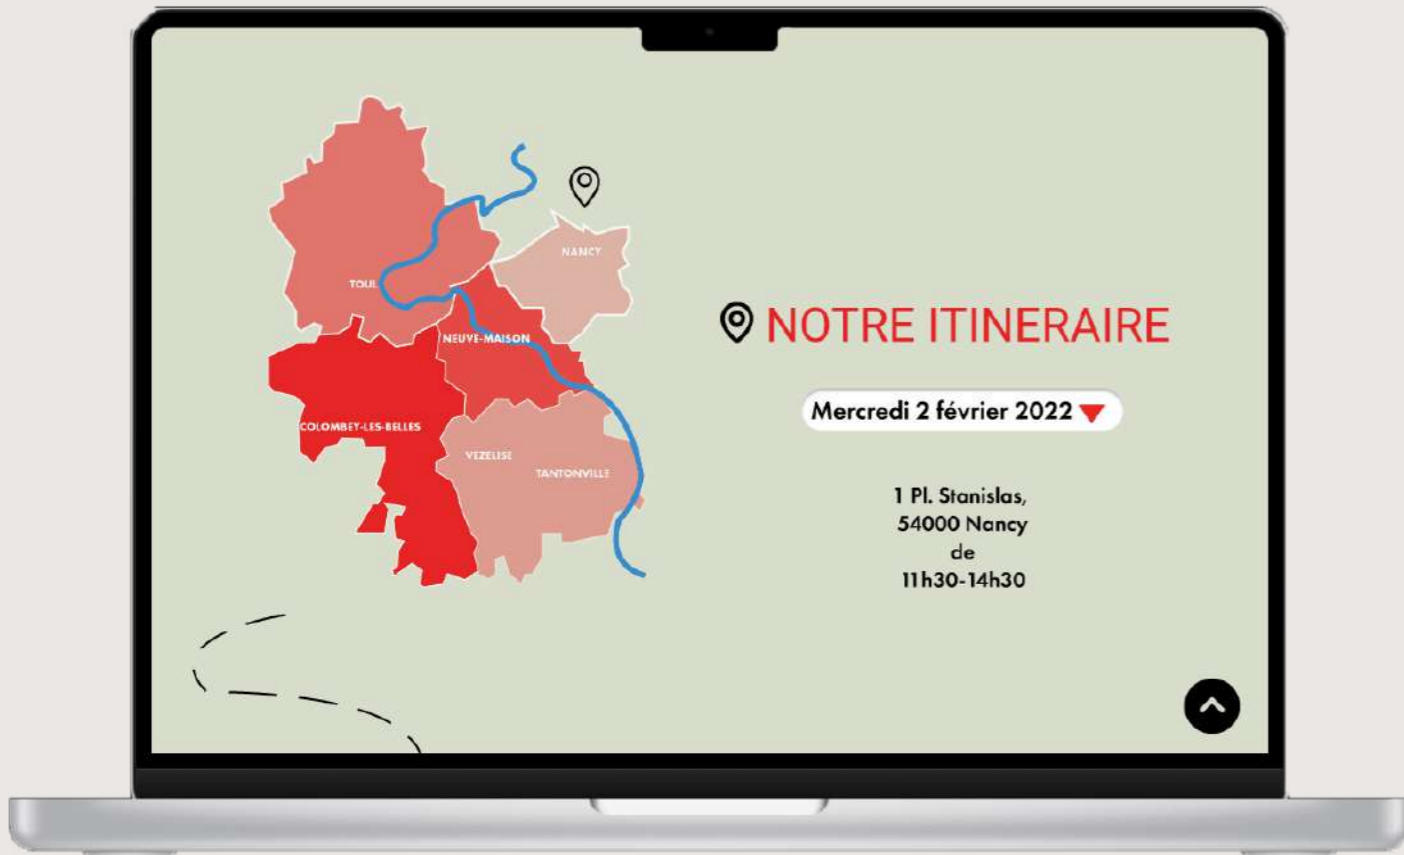 NANCY
TOUL
NEUVE-MAISON
COLOMBEY-LES-BELLES
VEZELISE
TANTONVILLE
NOTRE ITINERAIRE
Mercredi 2 février 2022
1 Pl. Stanislas,
54000 Nancy
de
11h30-14h30